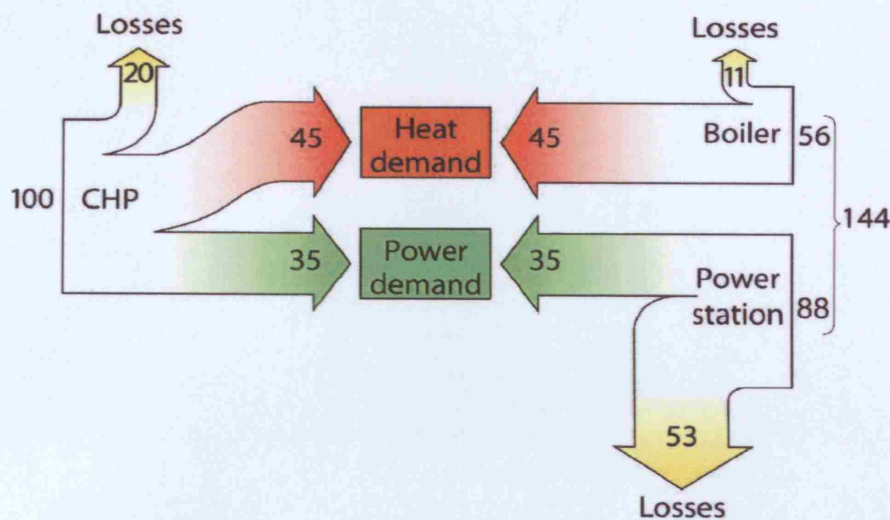 Losses
20
100
CHP
45
35
Heat
demand
Power
demand
Losses
11
45
Boiler
56
144
35
Power
station
88
53
Losses